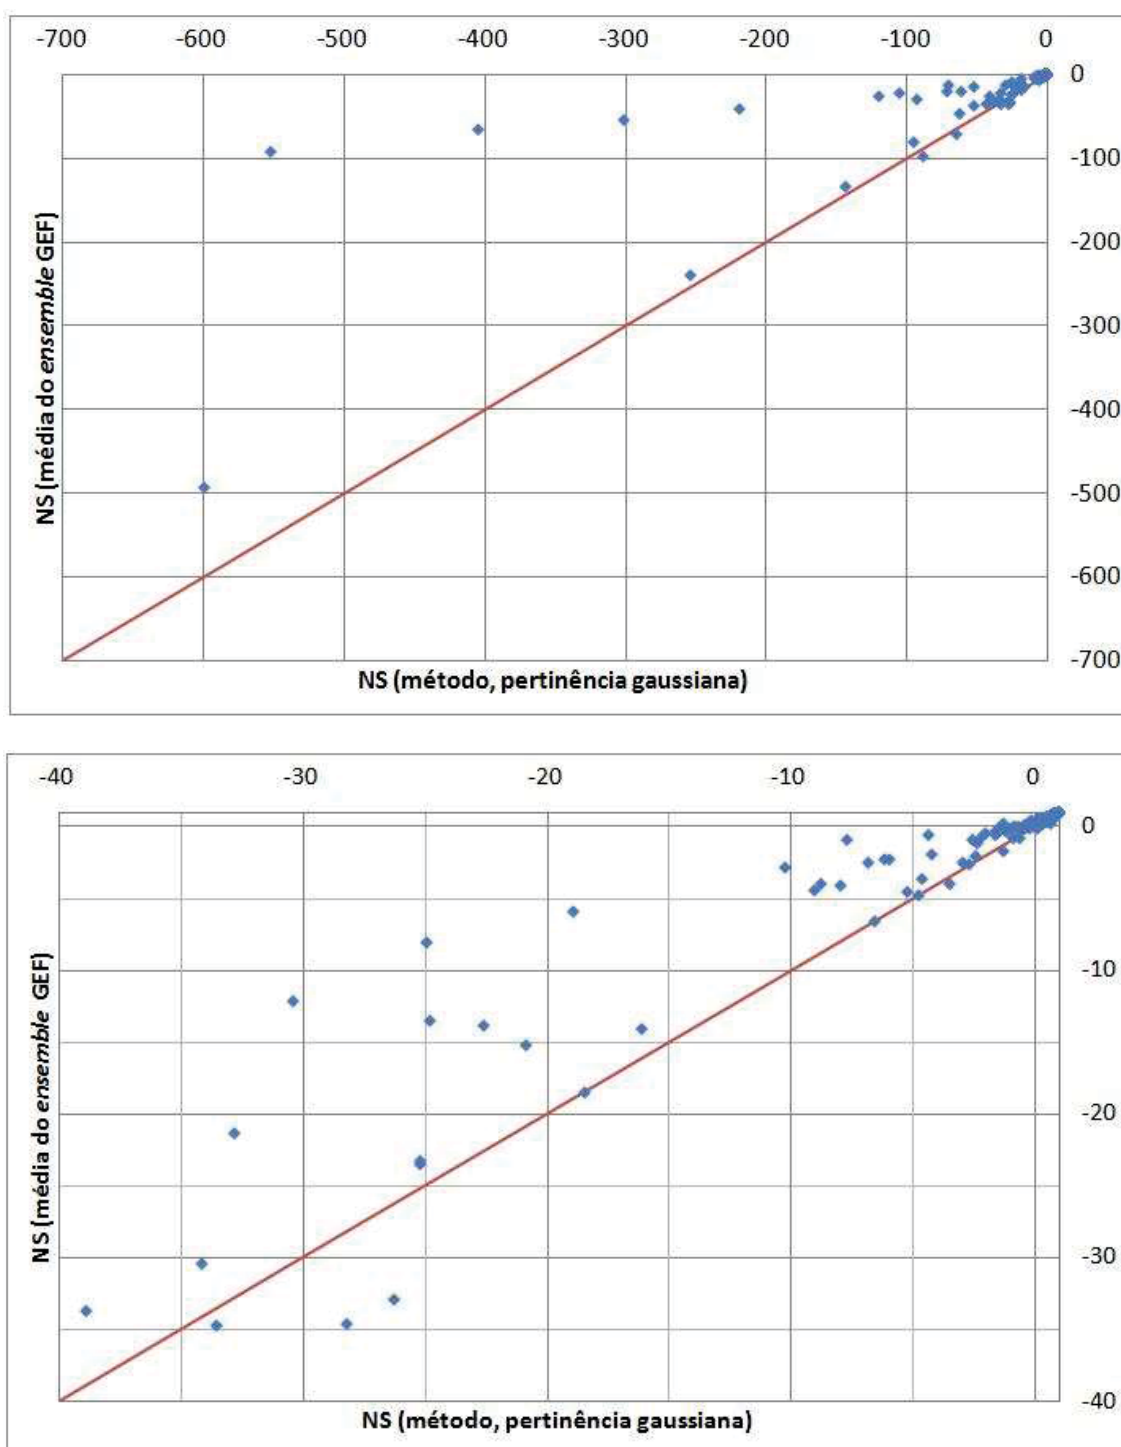 -700 -600 -500 -400 -300 -200 -100 0
0
-100
-200
-300
-400
-500
-600
-700
NS (média do ensemble GEF)
NS (método, pertinência gaussiana)
-40 -30 -20 -10 0
0
-10
-20
-30
-40
NS (média do ensemble GEF)
NS (método, pertinência gaussiana)